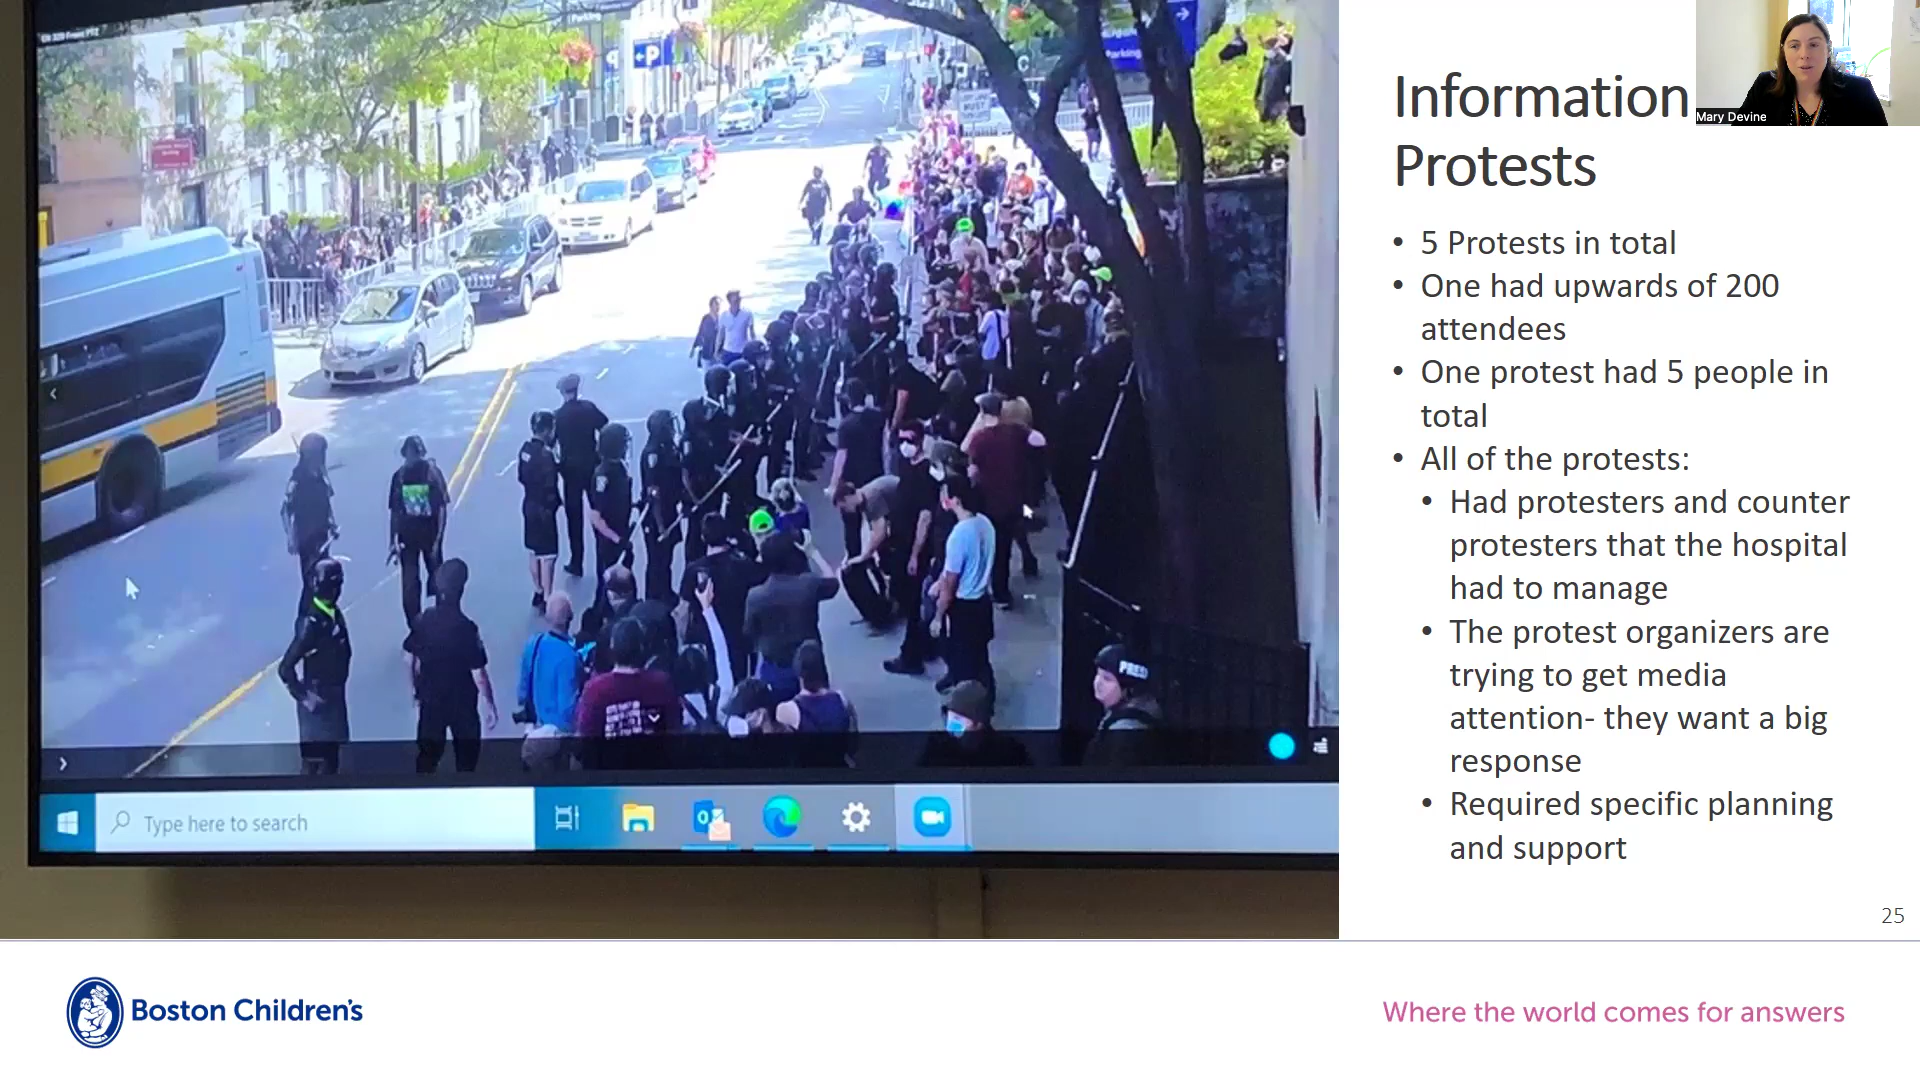 Information
Protests
Mary Devine
• 5 Protests in total
• One had upwards of 200
attendees
• One protest had 5 people in
total
• All of the protests:
• Had protesters and counter
protesters that the hospital
had to manage
• The protest organizers are
trying to get media
attention- they want a big
response
• Required specific planning
and support
25
P
Parking
PRESS
Type here to search
Boston Children's
Where the world comes for answers